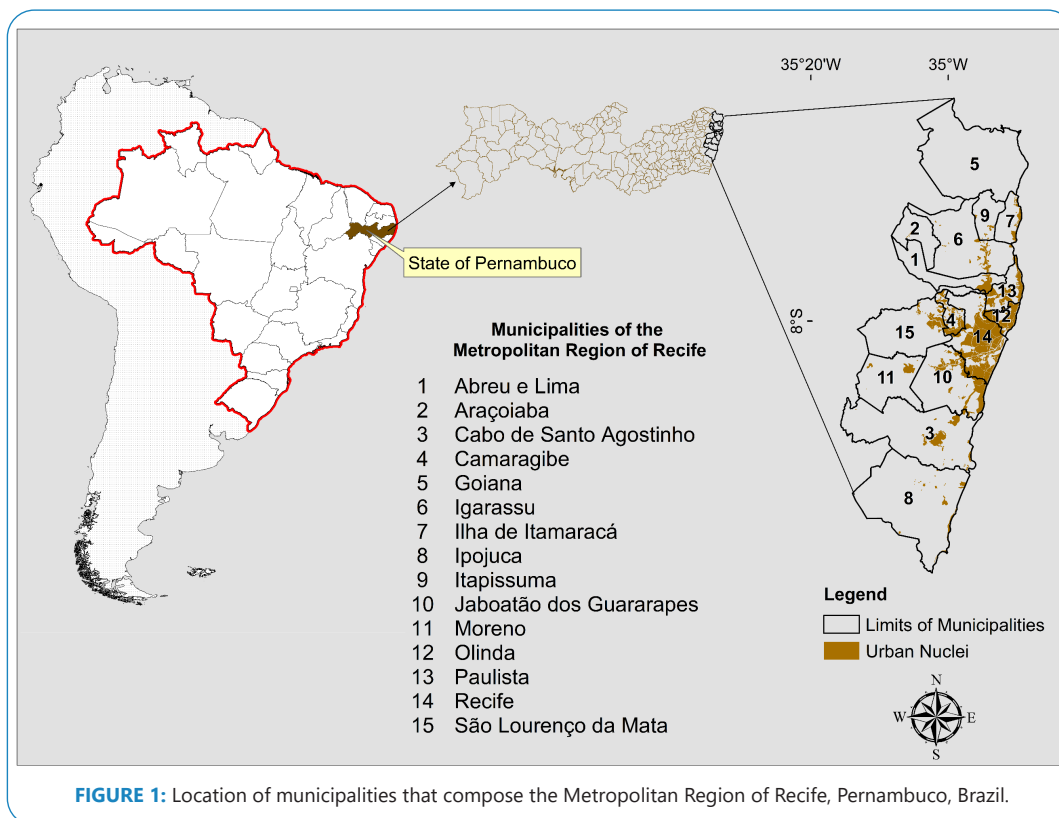 35°20'W
35°W
8°S
State of Pernambuco
Municipalities of the
Metropolitan Region of Recife
1 Abreu e Lima
2 Araçoiaba
3 Cabo de Santo Agostinho
4 Camaragibe
5 Goiana
6 Igarassu
7 Ilha de Itamaracá
8 Ipojuca
9 Itapissuma
10 Jaboatão dos Guararapes
11 Moreno
12 Olinda
13 Paulista
14 Recife
15 São Lourenço da Mata
5
9
7
2
6
1
13
12
3
4
14
15
11
10
3
8
Legend
Limits of Municipalities
Urban Nuclei
N
W
E
S
FIGURE 1: Location of municipalities that compose the Metropolitan Region of Recife, Pernambuco, Brazil.